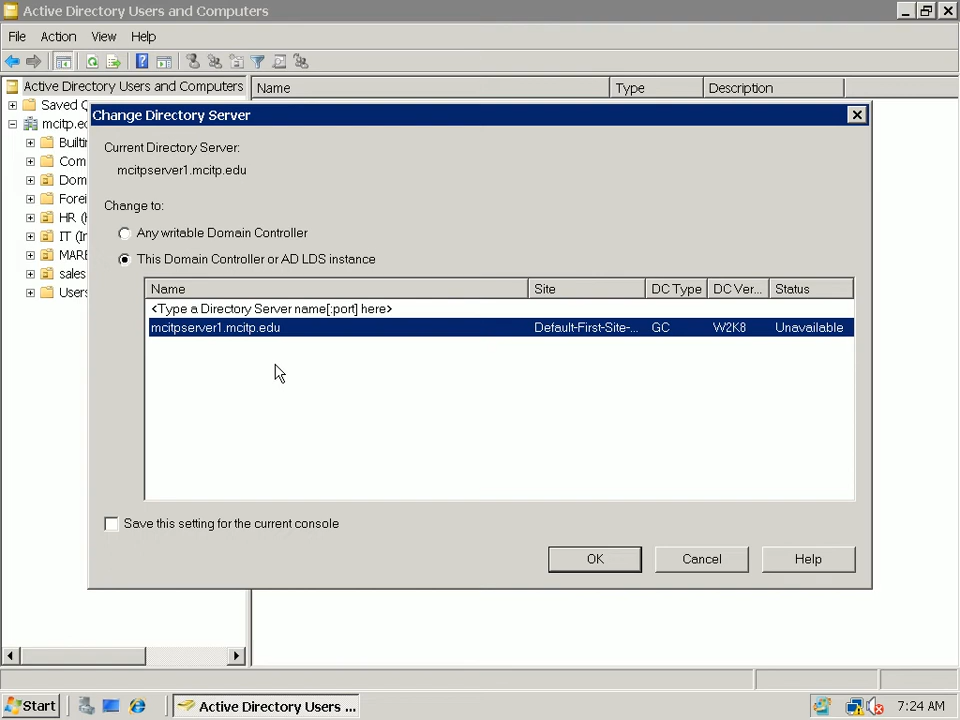 Active Directory Users and Computers
File Action View Help
Active Directory Users and Computers
Name Type Description
Saved Q
mcitp.ed
Builtin
Com
Dom
Forei
HR (
IT (In
MARK
sales
Users
Change Directory Server
Current Directory Server:
mcitpserver1.mcitp.edu
Change to:
Any writable Domain Controller
This Domain Controller or AD LDS instance
Name Site DC Type DC Ver... Status
<Type a Directory Server name[:port] here>
mcitpserver1.mcitp.edu Default-First-Site-... GC W2K8 Unavailable
Save this setting for the current console
OK Cancel Help
Start Active Directory Users ... 7:24 AM